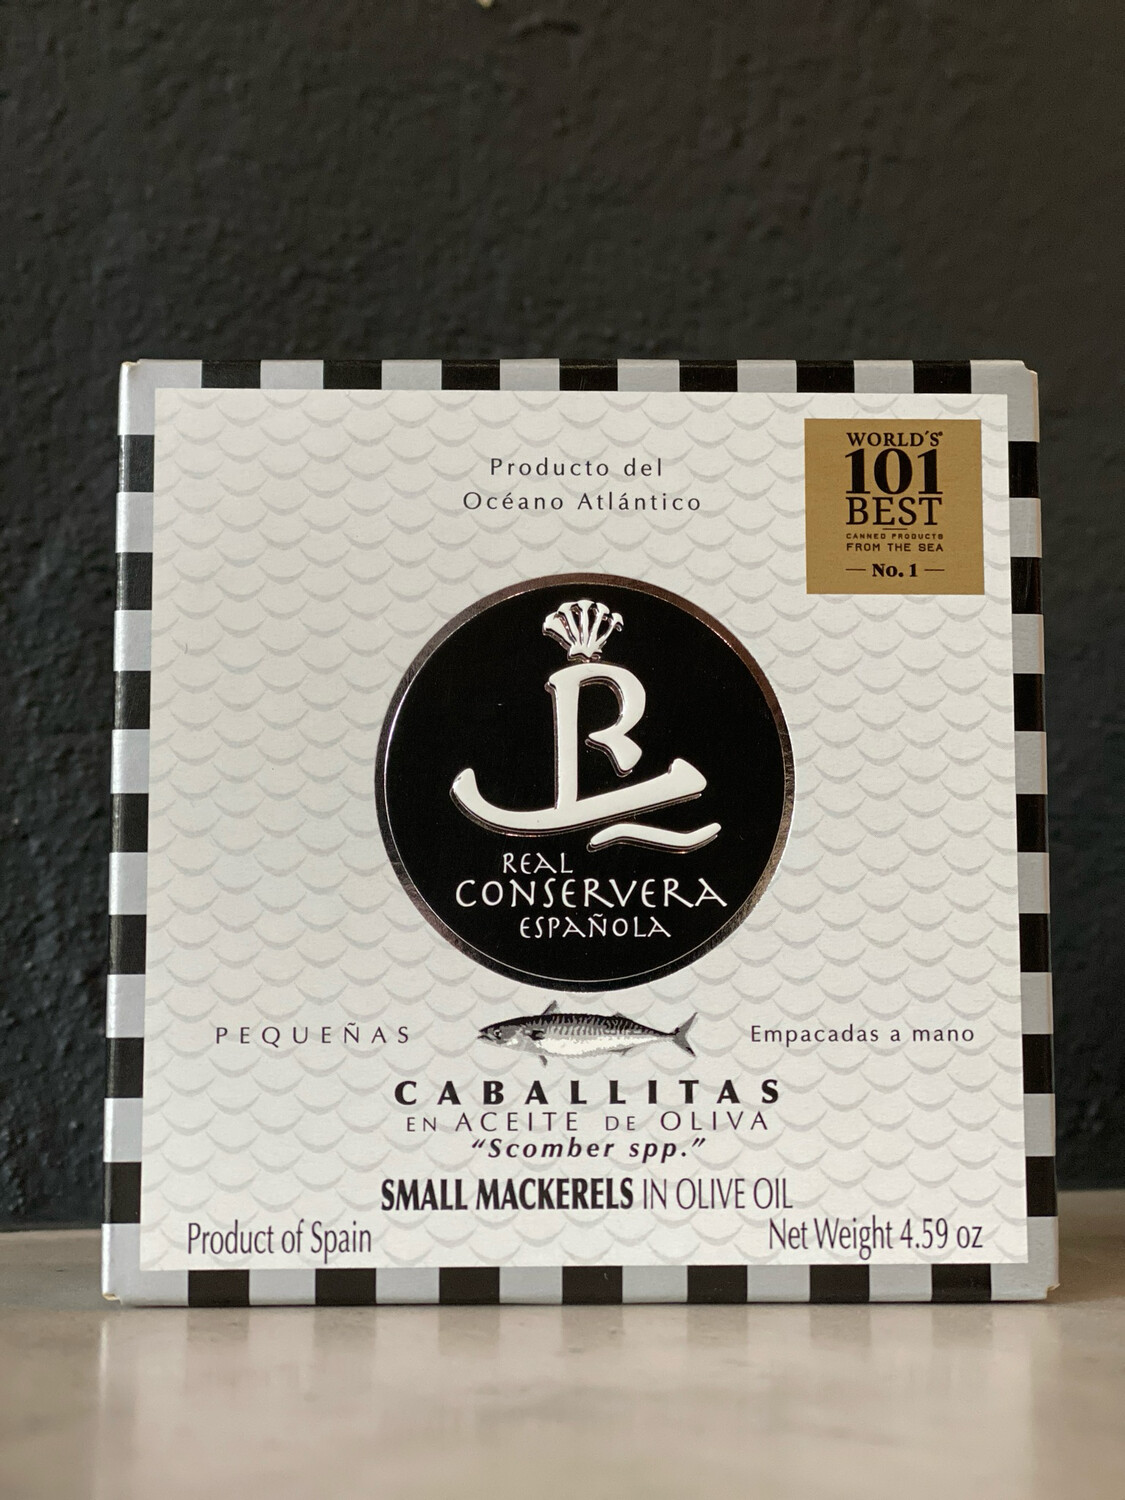 Producto del
Océano Atlántico
WORLD'S
101
BEST
CANNED PRODUCTS
FROM THE SEA
No. 1
R
REAL
CONSERVERA
ESPAÑOLA
PEQUEÑAS
Empacadas a mano
CABALLITAS
EN ACEITE DE OLIVA
"Scomber spp."
SMALL MACKERELS IN OLIVE OIL
Product of Spain
Net Weight 4.59 oz